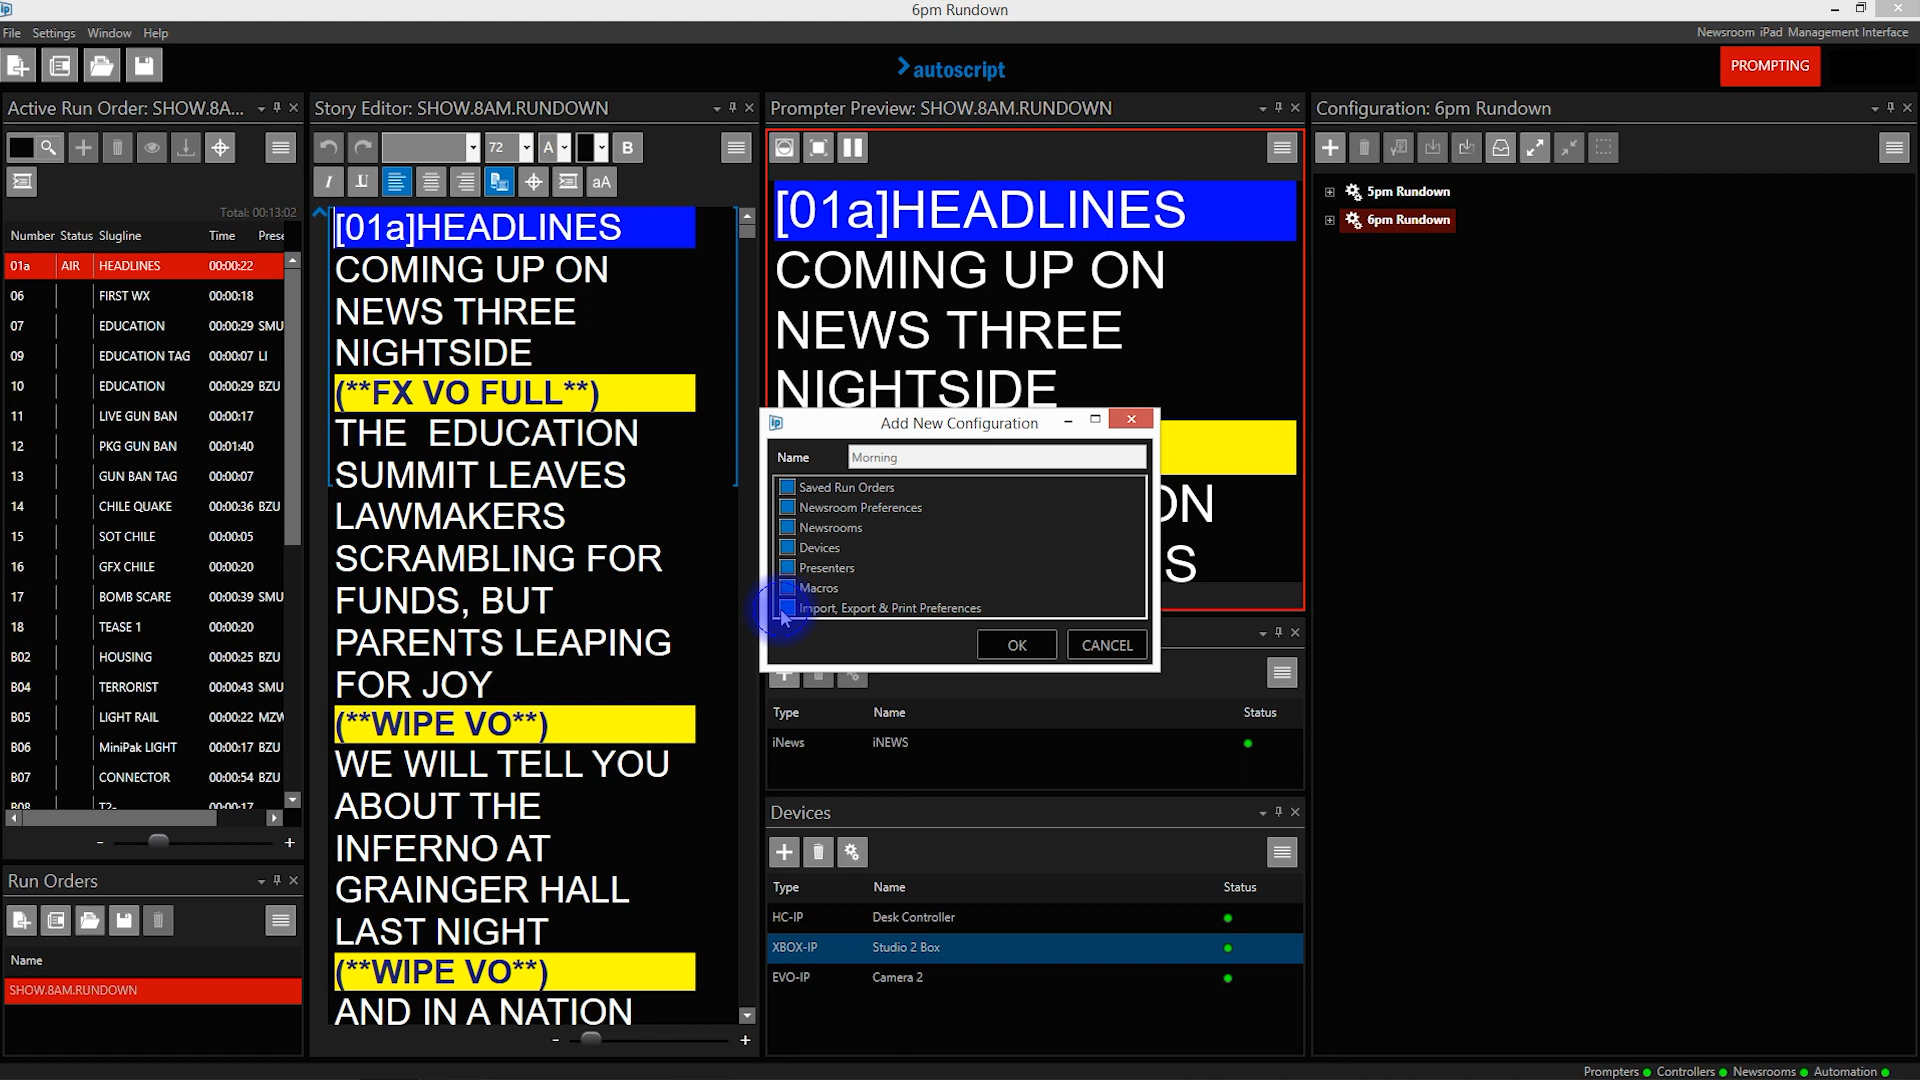 6pm Rundown
File Settings Window Help
Newsroom iPad Management Interface
autoscript
PROMPTING
Active Run Order: SHOW.8A...
Total: 00:13:02
Number Status Slugline Time Prese
01a AIR HEADLINES 00:00:22
06 FIRST WX 00:00:18
07 EDUCATION 00:00:29 SMU
09 EDUCATION TAG 00:00:07 LI
10 EDUCATION 00:00:29 BZU
11 LIVE GUN BAN 00:00:17
12 PKG GUN BAN 00:01:40
13 GUN BAN TAG 00:00:07
14 CHILE QUAKE 00:00:36 BZU
15 SOT CHILE 00:00:05
16 GFX CHILE 00:00:20
17 BOMB SCARE 00:00:39 SMU
18 TEASE 1 00:00:20
B02 HOUSING 00:00:25 BZU
B04 TERRORIST 00:00:43 SMU
B05 LIGHT RAIL 00:00:22 MZV
B06 MiniPak LIGHT 00:00:17 BZU
B07 CONNECTOR 00:00:54 BZU
B08 T2- 00:00:17
- +
Run Orders
Name
SHOW.8AM.RUNDOWN
Story Editor: SHOW.8AM.RUNDOWN
72 A B
I U aA
[01a]HEADLINES
COMING UP ON
NEWS THREE
NIGHTSIDE
(**FX VO FULL**)
THE EDUCATION
SUMMIT LEAVES
LAWMAKERS
SCRAMBLING FOR
FUNDS, BUT
PARENTS LEAPING
FOR JOY
(**WIPE VO**)
WE WILL TELL YOU
ABOUT THE
INFERNO AT
GRAINGER HALL
LAST NIGHT
(**WIPE VO**)
AND IN A NATION
- +
Prompter Preview: SHOW.8AM.RUNDOWN
[01a]HEADLINES
COMING UP ON
NEWS THREE
NIGHTSIDE
ON
S
Add New Configuration
Name Morning
Saved Run Orders
Newsroom Preferences
Newsrooms
Devices
Presenters
Macros
Import, Export & Print Preferences
OK CANCEL
Type Name Status
iNews iNEWS
Devices
Type Name Status
HC-IP Desk Controller
XBOX-IP Studio 2 Box
EVO-IP Camera 2
Configuration: 6pm Rundown
5pm Rundown
6pm Rundown
Prompters Controllers Newsrooms Automation